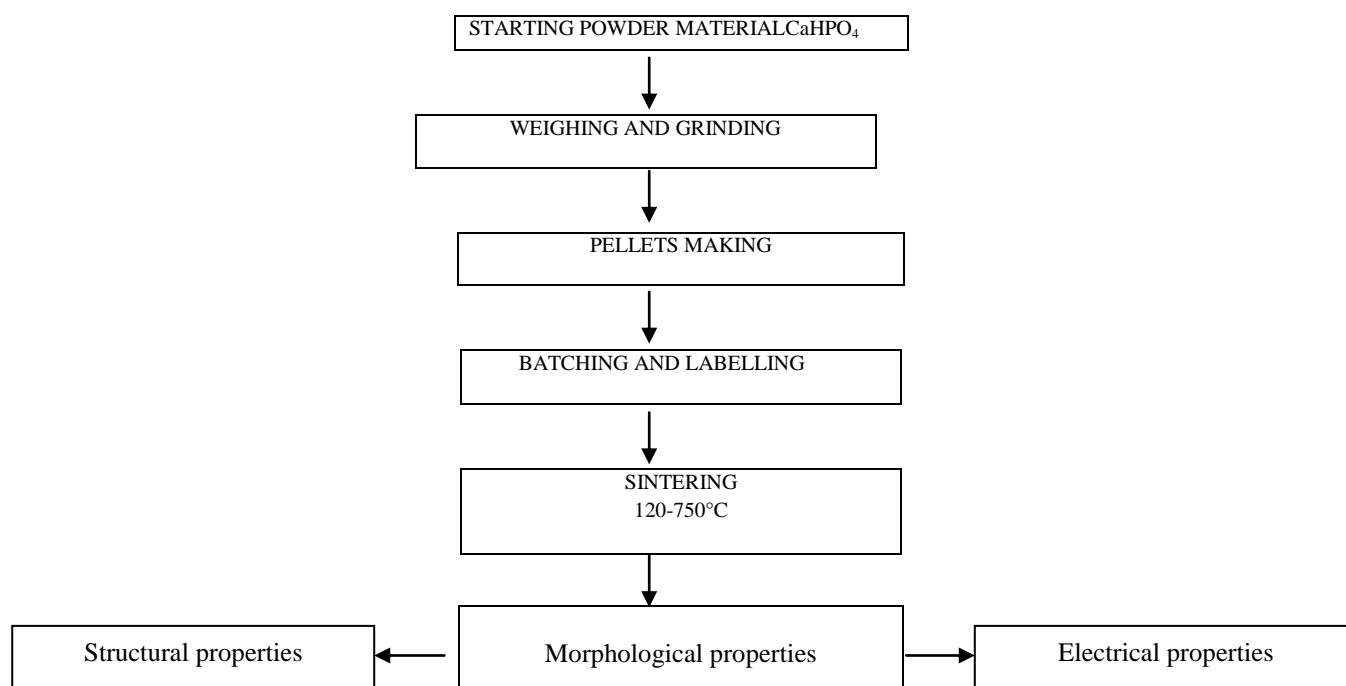 STARTING POWDER MATERIALCaHPO₄
WEIGHING AND GRINDING
PELLETS MAKING
BATCHING AND LABELLING
SINTERING
120-750°C
Structural properties
Morphological properties
Electrical properties